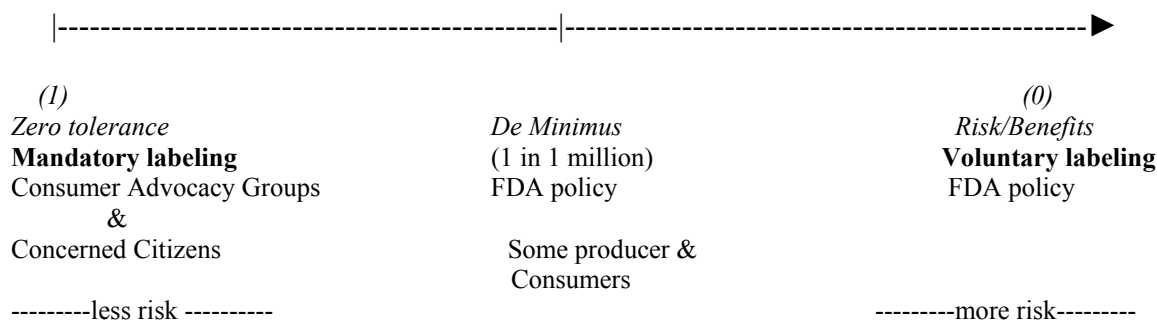 |-----------------------------------------------|-------------------------------------------------►
(1) (0)
Zero tolerance De Minimus Risk/Benefits
Mandatory labeling (1 in 1 million) Voluntary labeling
Consumer Advocacy Groups FDA policy FDA policy
&
Concerned Citizens Some producer &
Consumers
---------less risk ---------- ---------more risk---------